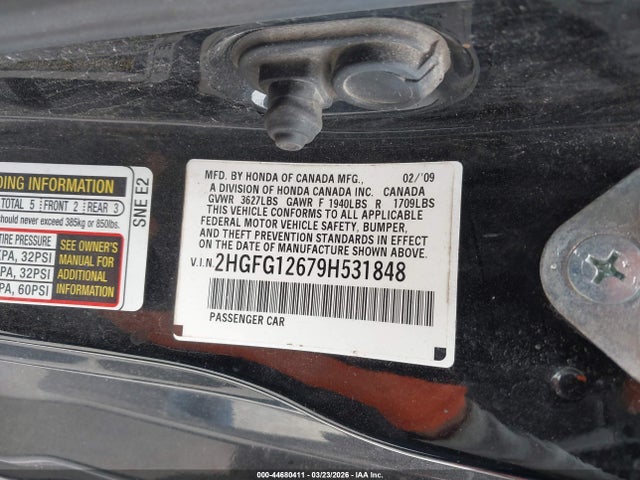 DING INFORMATION
TOTAL 5 FRONT 2 REAR 3
should never exceed 385kg or 850lbs.
TIRE PRESSURE
KPA, 32PSI
KPA, 32PSI
KPA, 60PSI
SEE OWNER'S
MANUAL FOR
ADDITIONAL
INFORMATION
SNE E2
MFD. BY HONDA OF CANADA MFG., 02/'09
A DIVISION OF HONDA CANADA INC. CANADA
GVWR 3627LBS GAWR F 1940LBS R 1709LBS
THIS VEHICLE CONFORMS TO ALL APPLICABLE
FEDERAL MOTOR VEHICLE SAFETY, BUMPER,
AND THEFT PREVENTION STANDARDS IN EFFECT
ON THE DATE OF MANUFACTURE SHOWN ABOVE.
V.I.N. 2HGFG12679H531848
PASSENGER CAR
000-44680411 | 03/23/2026 - IAA Inc.